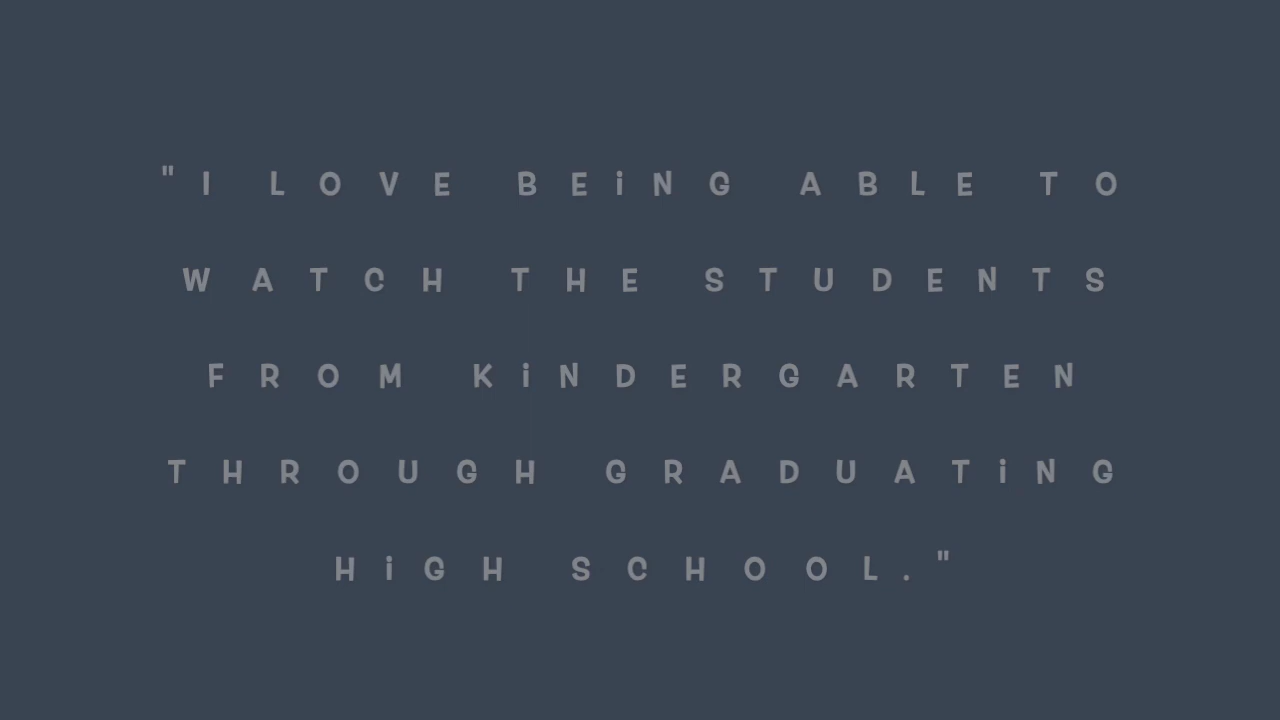 "I LOVE BEiNG ABLE TO
WATCH THE STUDENTS
FROM KiNDERGARTEN
THROUGH GRADUATiNG
HiGH SCHOOL."